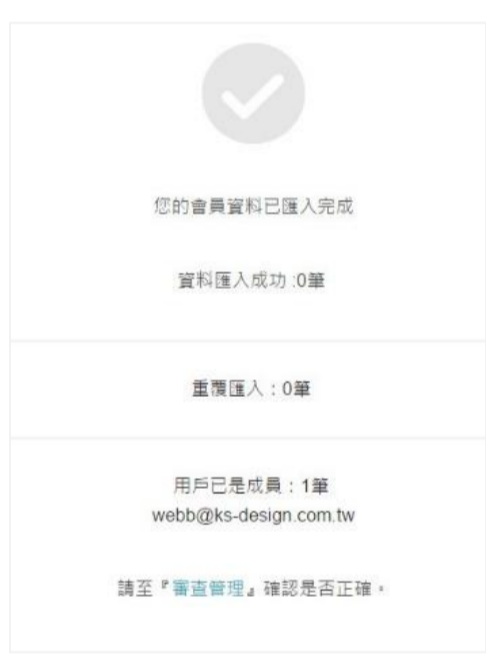 您的會員資料已匯入完成
資料匯入成功 :0筆
重覆匯入：0筆
用戶已是成員：1筆
webb@ks-design.com.tw
請至『審查管理』確認是否正確。